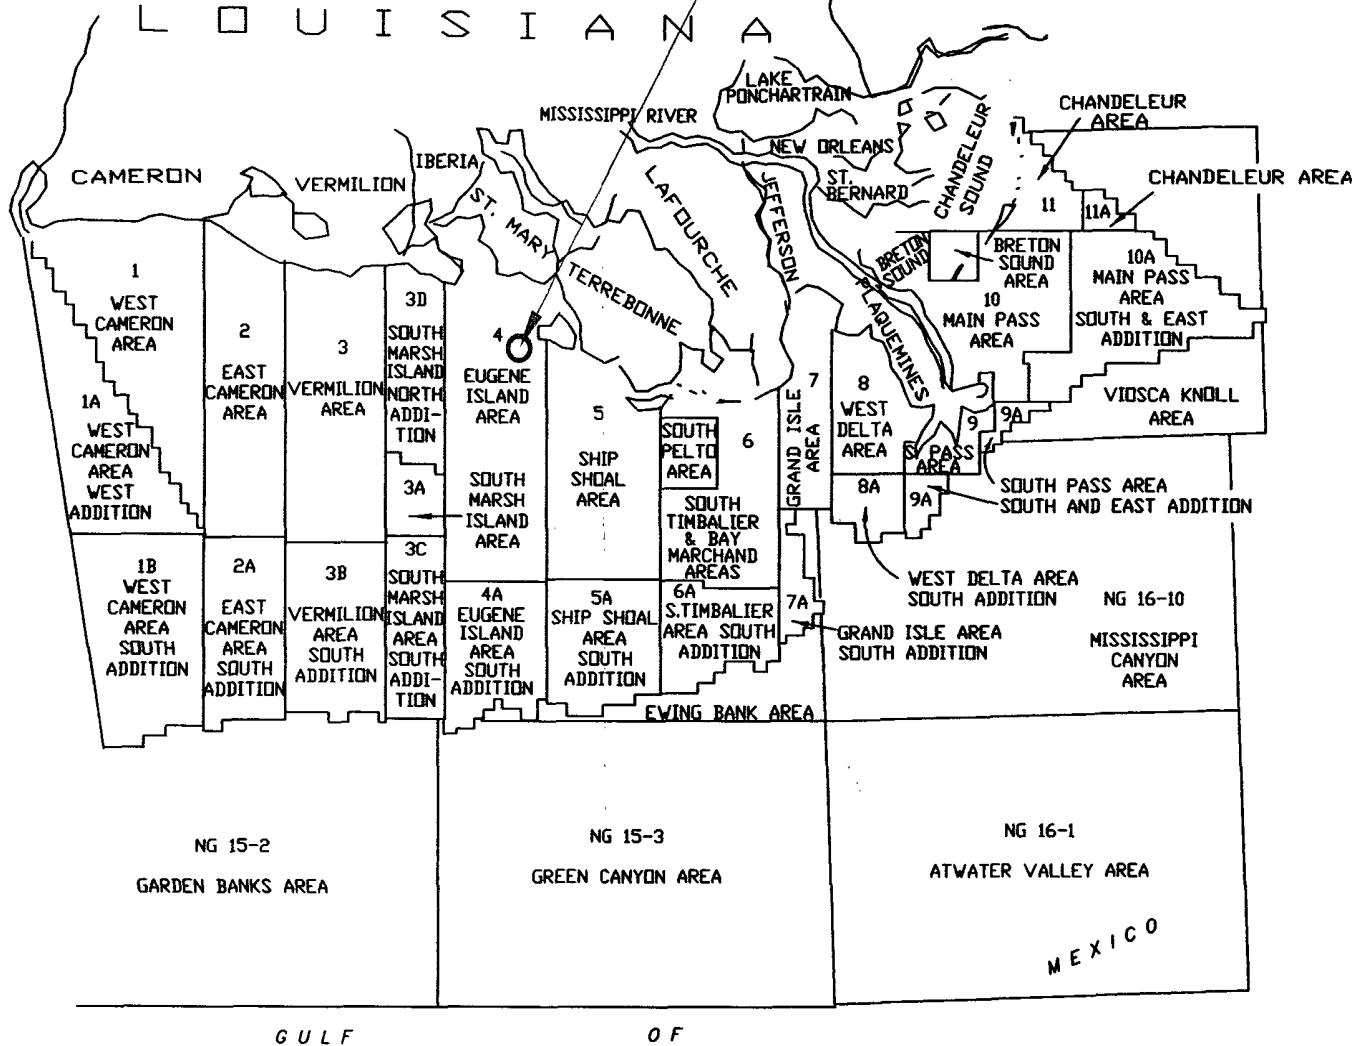 LOUISIANA
LAKE
PONCHARTRAIN
MISSISSIPPI RIVER
NEW ORLEANS
CHANDELEUR
AREA
CHANDELEUR
SOUND
CHANDELEUR AREA
CAMERON
VERMILION
IBERIA
ST. MARY
LAFOURCHE
JEFFERSON
ST.
BERNARD
TERREBONNE
BRETON
SOUND
LAQUEMINES
11
11A
BRETON
SOUND
AREA
10
MAIN PASS
AREA
10A
MAIN PASS
AREA
SOUTH & EAST
ADDITION
1
WEST
CAMERON
AREA
1A
WEST
CAMERON
AREA
WEST
ADDITION
2
EAST
CAMERON
AREA
3
VERMILION
AREA
3D
SOUTH
MARSH
ISLAND
NORTH
ADDI-
TION
3A
4
EUGENE
ISLAND
AREA
SOUTH
MARSH
ISLAND
AREA
5
SHIP
SHOAL
AREA
SOUTH
PELTO
AREA
6
SOUTH
TIMBALIER
& BAY
MARCHAND
AREAS
7
GRAND ISLE
AREA
8
WEST
DELTA
AREA
9
S PASS
AREA
9A
VIOSCA KNOLL
AREA
8A
9A
SOUTH PASS AREA
SOUTH AND EAST ADDITION
1B
WEST
CAMERON
AREA
SOUTH
ADDITION
2A
EAST
CAMERON
AREA
SOUTH
ADDITION
3B
VERMILION
AREA
SOUTH
ADDITION
3C
SOUTH
MARSH
ISLAND
AREA
SOUTH
ADDI-
TION
4A
EUGENE
ISLAND
AREA
SOUTH
ADDITION
5A
SHIP SHOAL
AREA
SOUTH
ADDITION
6A
S.TIMBALIER
AREA SOUTH
ADDITION
7A
GRAND ISLE AREA
SOUTH ADDITION
WEST DELTA AREA
SOUTH ADDITION
NG 16-10
MISSISSIPPI
CANYON
AREA
EWING BANK AREA
NG 15-2
GARDEN BANKS AREA
NG 15-3
GREEN CANYON AREA
NG 16-1
ATWATER VALLEY AREA
GULF OF MEXICO